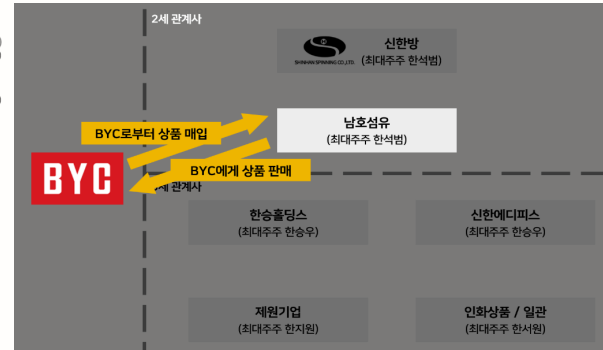 2세 관계사
신한방
SHINHAN SPINNING CO., LTD.
(최대주주 한석범)
남호섬유
(최대주주 한석범)
BYC로부터 상품 매입
BYC에게 상품 판매
BYC
세 관계사
한승홀딩스
(최대주주 한승우)
신한에디피스
(최대주주 한승우)
제원기업
(최대주주 한지원)
인화상품 / 일관
(최대주주 한서원)